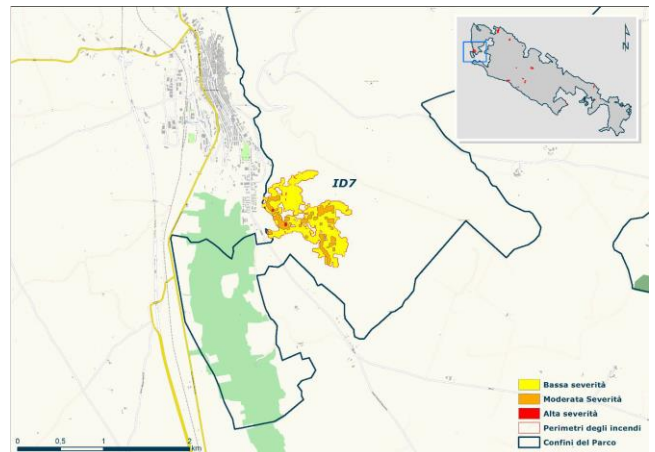 N
ID7
Bassa severità
Moderata Severità
Alta severità
Perimetri degli incendi
Confini del Parco
0 0.5 1 2
km